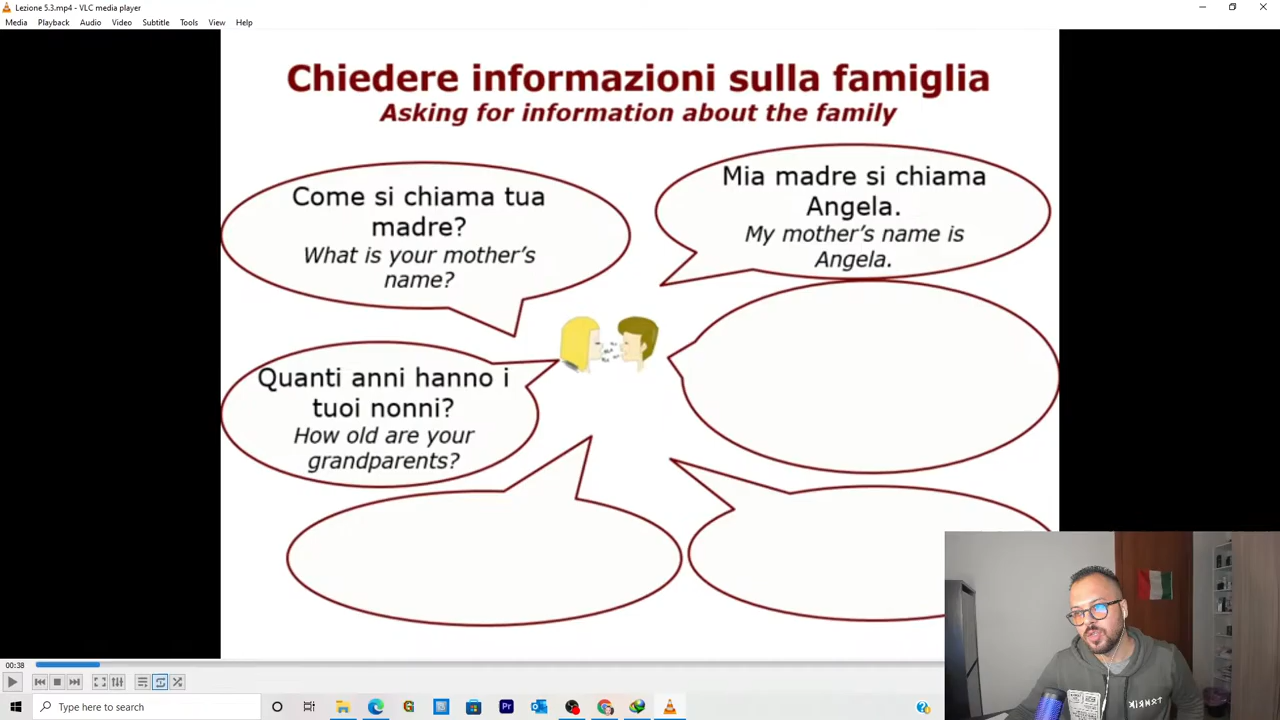 Lezione 5.3.mp4 - VLC media player
Media Playback Audio Video Subtitle Tools View Help
Chiedere informazioni sulla famiglia
Asking for information about the family
Come si chiama tua
madre?
What is your mother's
name?
Mia madre si chiama
Angela.
My mother's name is
Angela.
Quanti anni hanno i
tuoi nonni?
How old are your
grandparents?
00:38
Type here to search